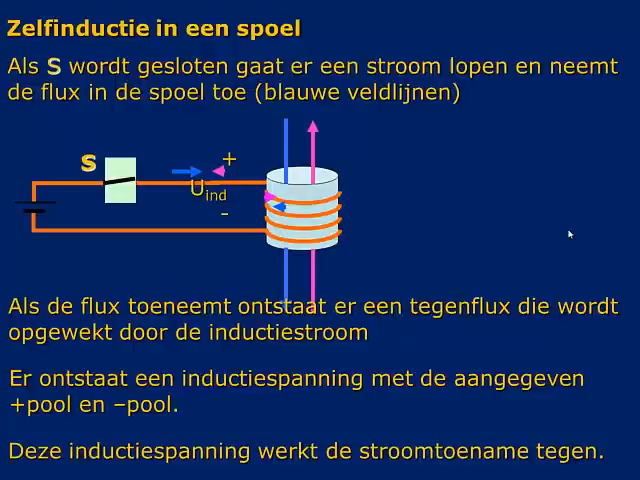 Zelfinductie in een spoel
Als S wordt gesloten gaat er een stroom lopen en neemt
de flux in de spoel toe (blauwe veldlijnen)
S
+
Uind
-
Als de flux toeneemt ontstaat er een tegenflux die wordt
opgewekt door de inductiestroom
Er ontstaat een inductiespanning met de aangegeven
+pool en –pool.
Deze inductiespanning werkt de stroomtoename tegen.